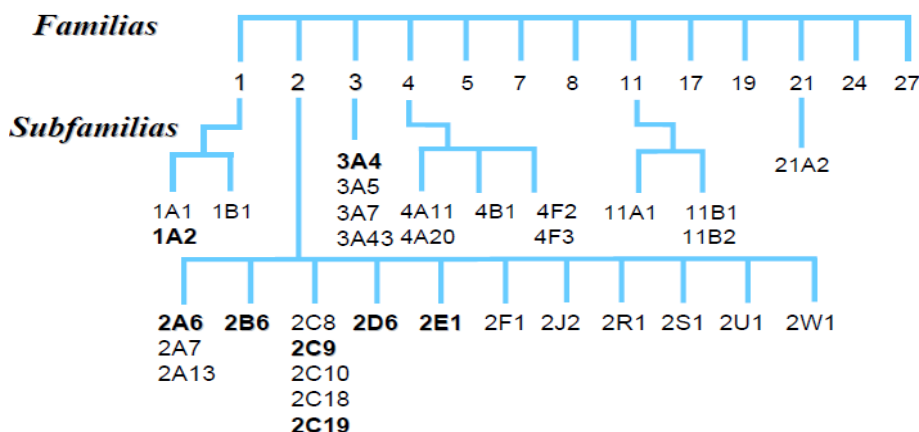 Familias
1 2 3 4 5 7 8 11 17 19 21 24 27
Subfamilias
3A4 21A2
3A5
1A1 1B1 3A7 4A11 4B1 4F2 11A1 11B1
1A2 3A43 4A20 4F3 11B2
2A6 2B6 2C8 2D6 2E1 2F1 2J2 2R1 2S1 2U1 2W1
2A7 2C9
2A13 2C10
2C18
2C19